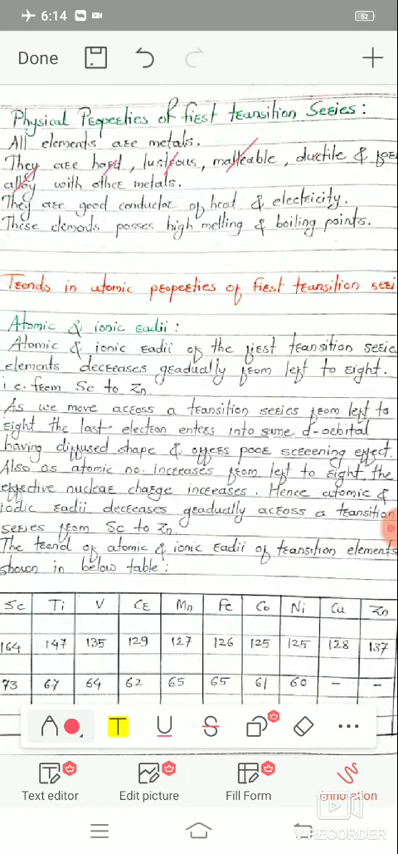 6:14
Done
Physical Properties of first transition Series :
All elements are metals.
They are hard, lustrous, malleable, ductile & for
alloy with other metals.
They are good conductor of heat & electricity.
These elements posses high melting & boiling points.
Trends in atomic properties of first transition seri
Atomic & ionic radii :
Atomic & ionic radii of the first transition serie
elements decreases gradually from left to right.
i.e. from Sc to Zn.
As we move across a transition series from left to
right the last electron enters into same d-orbital
having diffused shape & offers poor screening effect.
Also as atomic no. increases from left to right, the
effective nuclear charge increases. Hence atomic &
iodic radii decreases gradually across a transition
series from Sc to Zn.
The trend of atomic & ionic radii of transition elements
shown in below table :
Sc Ti V Cr Mn Fe Co Ni Cu Zn
164 147 135 129 127 126 125 125 128 137
73 67 64 62 65 65 61 60 – –
Text editor Edit picture Fill Form Annotation
V RECORDER